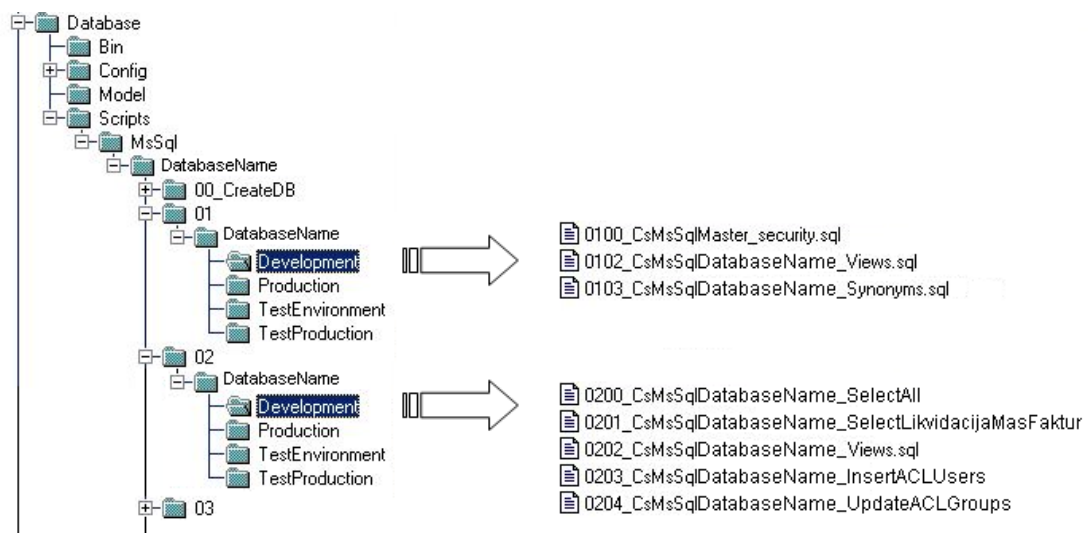 Database
Bin
Config
Model
Scripts
MsSql
DatabaseName
00_CreateDB
01
DatabaseName
Development
Production
TestEnvironment
TestProduction
0100_CsMsSqlMaster_security.sql
0102_CsMsSqlDatabaseName_Views.sql
0103_CsMsSqlDatabaseName_Synonyms.sql
02
DatabaseName
Development
Production
TestEnvironment
TestProduction
0200_CsMsSqlDatabaseName_SelectAll
0201_CsMsSqlDatabaseName_SelectLikvidacijaMasFaktur
0202_CsMsSqlDatabaseName_Views.sql
0203_CsMsSqlDatabaseName_InsertACLUsers
0204_CsMsSqlDatabaseName_UpdateACLGroups
03